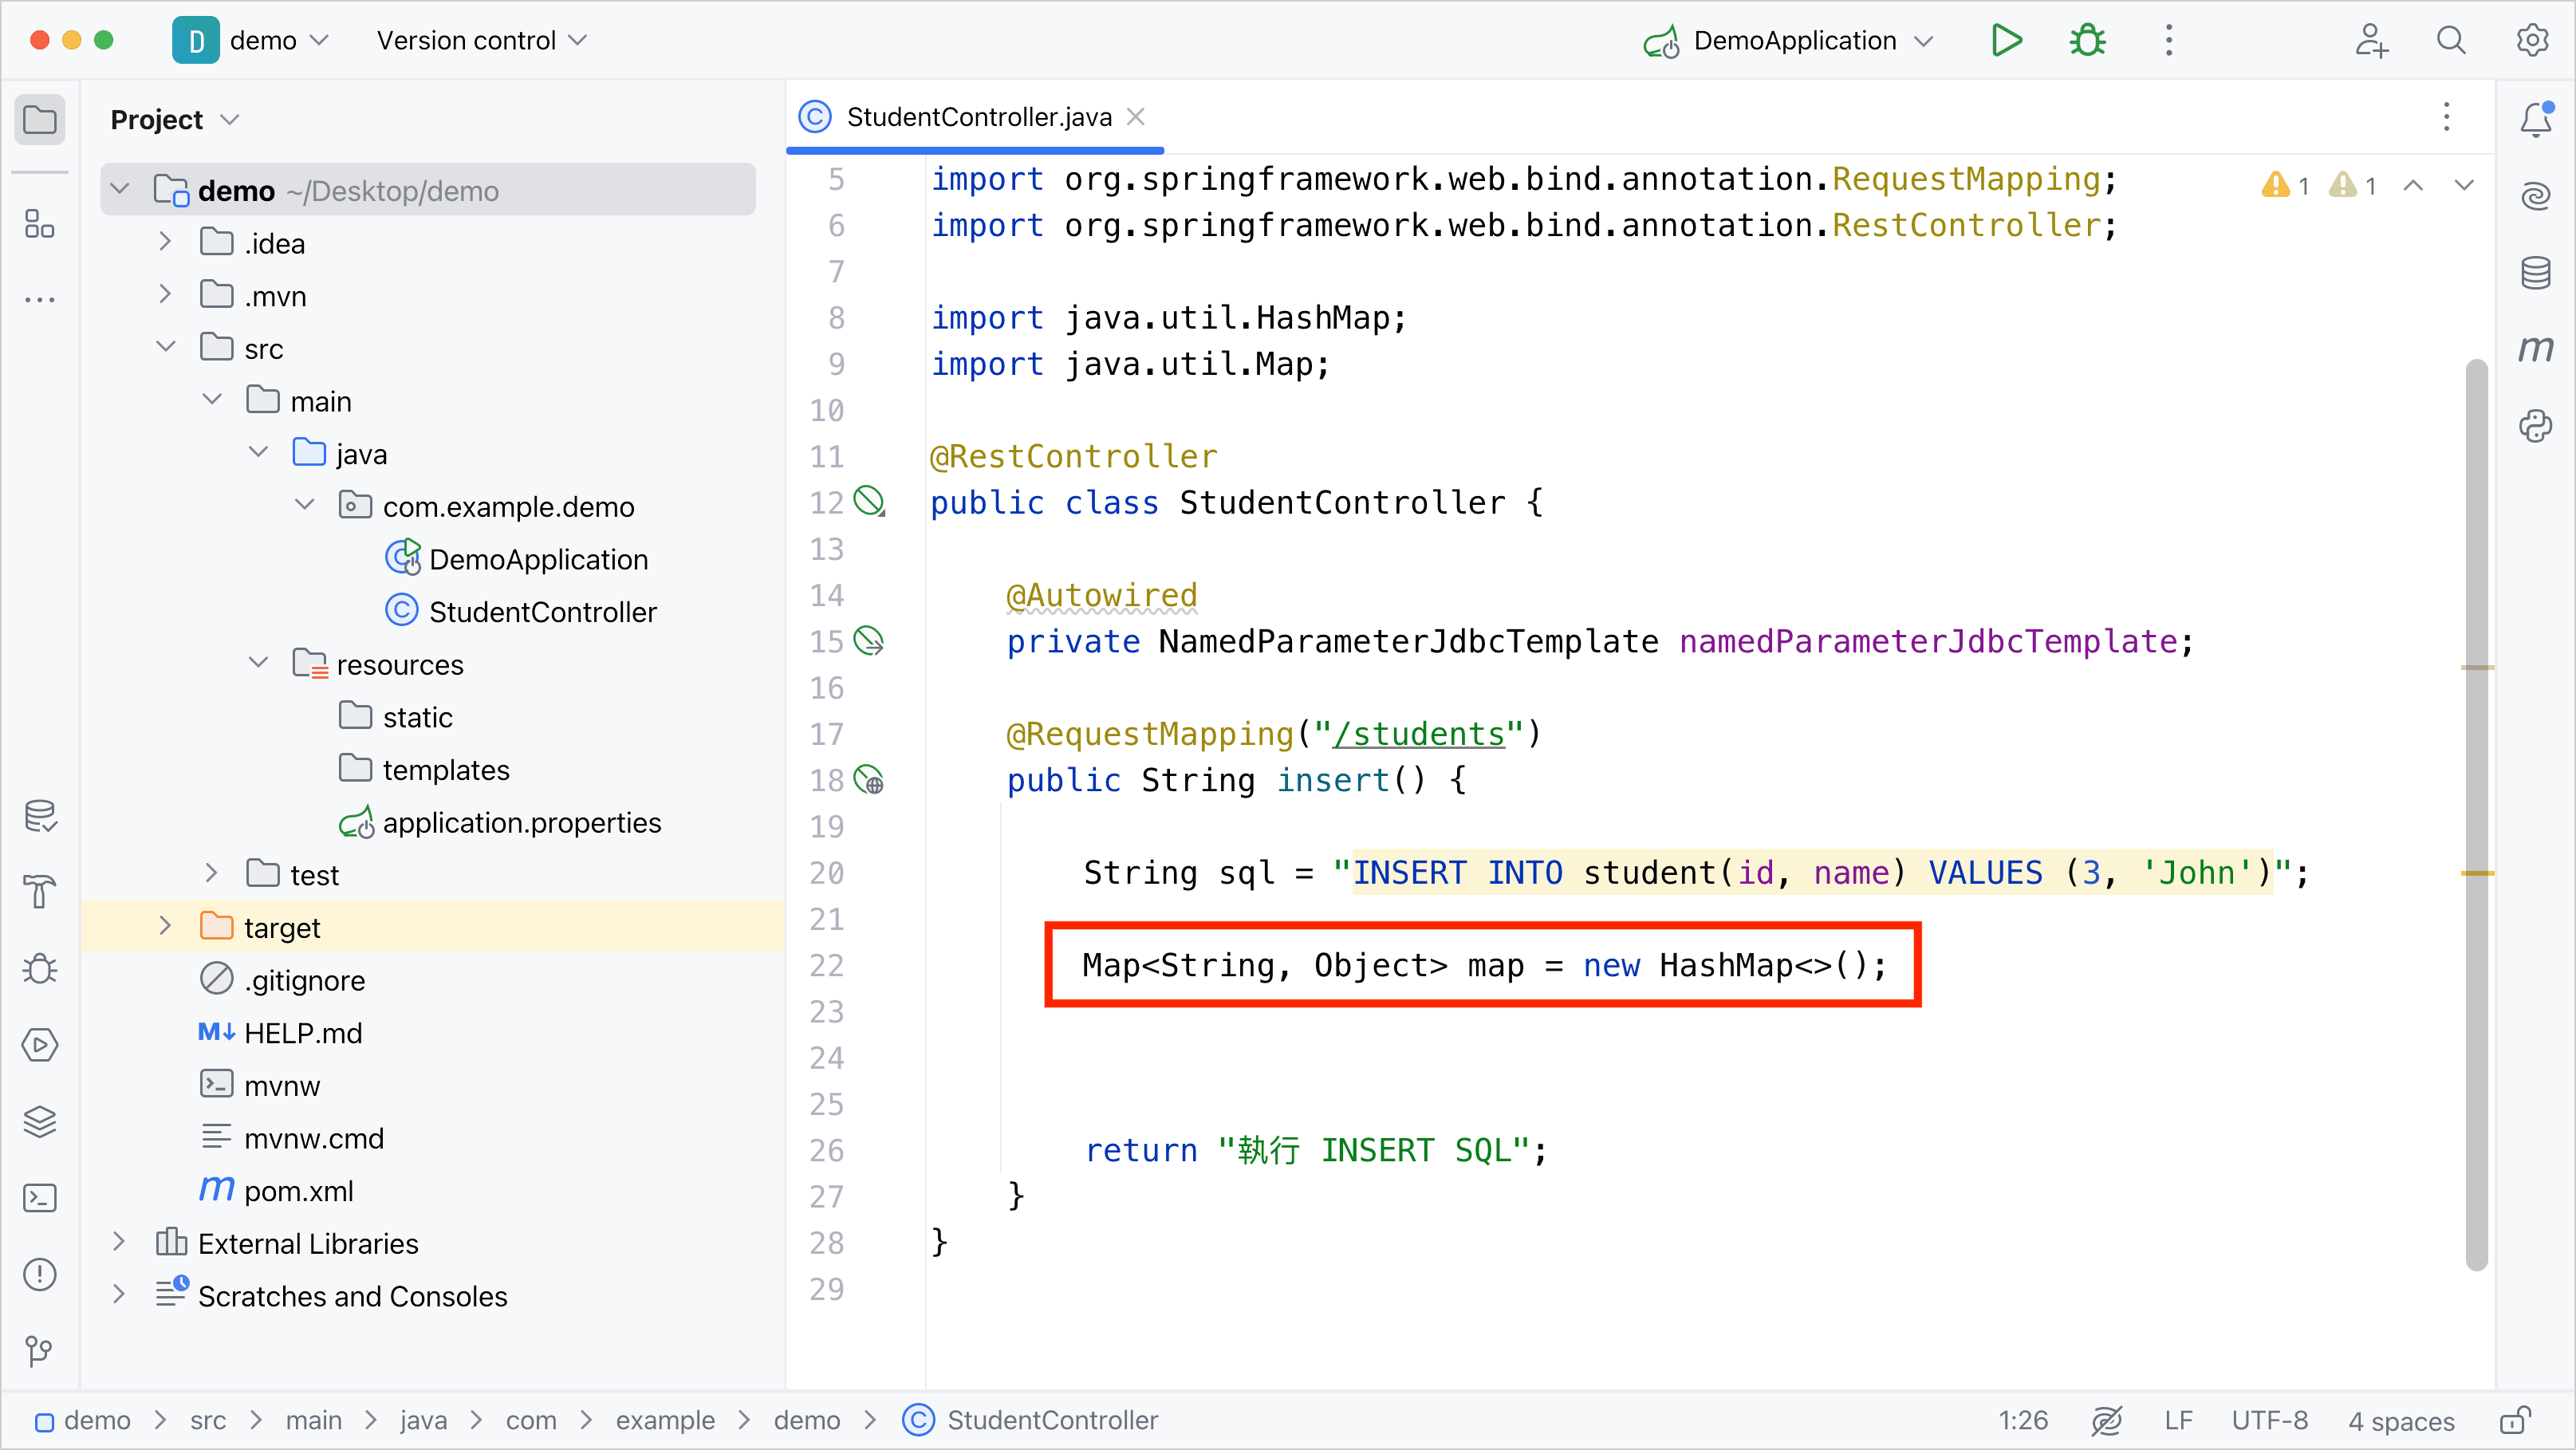 D demo Version control DemoApplication
Project
demo ~/Desktop/demo
.idea
.mvn
src
main
java
com.example.demo
DemoApplication
StudentController
resources
static
templates
application.properties
test
target
.gitignore
M↓ HELP.md
mvnw
mvnw.cmd
m pom.xml
External Libraries
Scratches and Consoles
C StudentController.java
1 1
5 import org.springframework.web.bind.annotation.RequestMapping;
6 import org.springframework.web.bind.annotation.RestController;
7
8 import java.util.HashMap;
9 import java.util.Map;
10
11 @RestController
12 public class StudentController {
13
14 @Autowired
15 private NamedParameterJdbcTemplate namedParameterJdbcTemplate;
16
17 @RequestMapping("/students")
18 public String insert() {
19
20 String sql = "INSERT INTO student(id, name) VALUES (3, 'John')";
21
22 Map<String, Object> map = new HashMap<>();
23
24
25
26 return "執行 INSERT SQL";
27 }
28 }
29
m
demo > src > main > java > com > example > demo > C StudentController
1:26 LF UTF-8 4 spaces